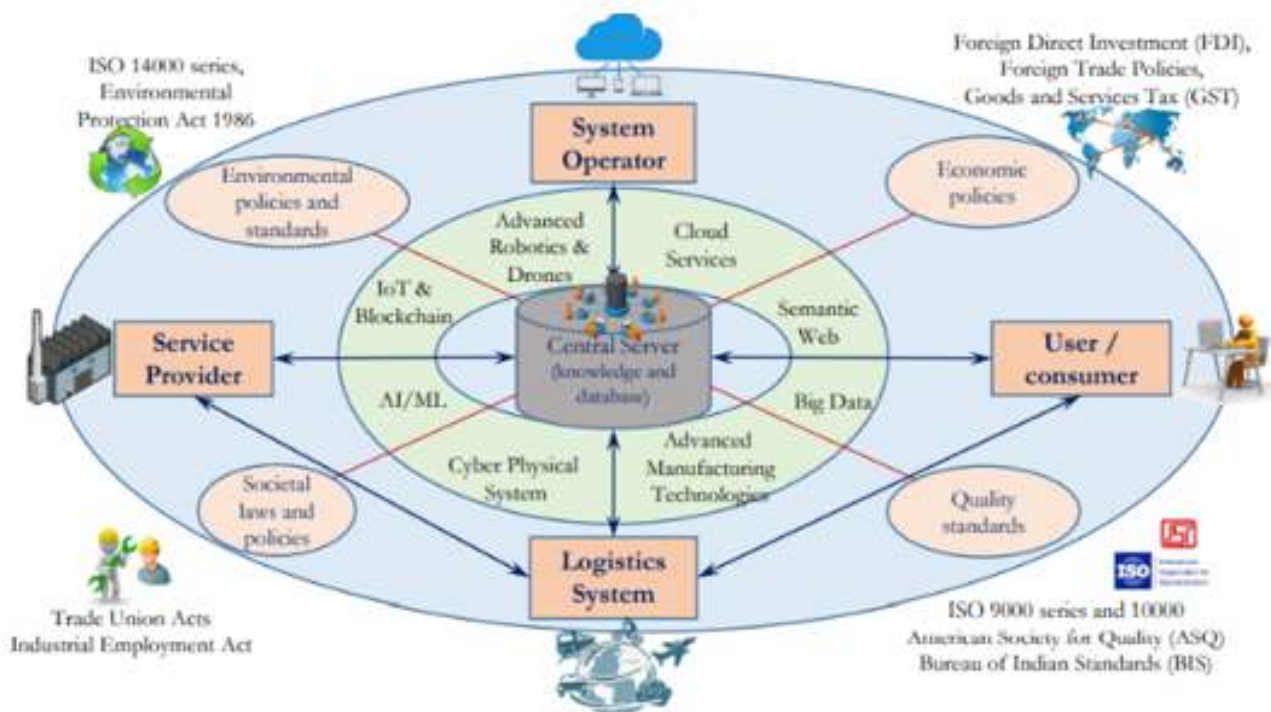 ISO 14000 series,
Environmental
Protection Act 1986
Foreign Direct Investment (FDI),
Foreign Trade Policies,
Goods and Services Tax (GST)
System
Operator
Environmental
policies and
standards
Economic
policies
Advanced
Robotics &
Drones
Cloud
Services
IoT &
Blockchain
Semantic
Web
Service
Provider
Central Server
(knowledge and
database)
User /
consumer
AI/ML
Big Data
Cyber Physical
System
Advanced
Manufacturing
Technologies
Societal
laws and
policies
Quality
standards
Logistics
System
Trade Union Acts
Industrial Employment Act
ISO
ISO 9000 series and 10000
American Society for Quality (ASQ)
Bureau of Indian Standards (BIS)